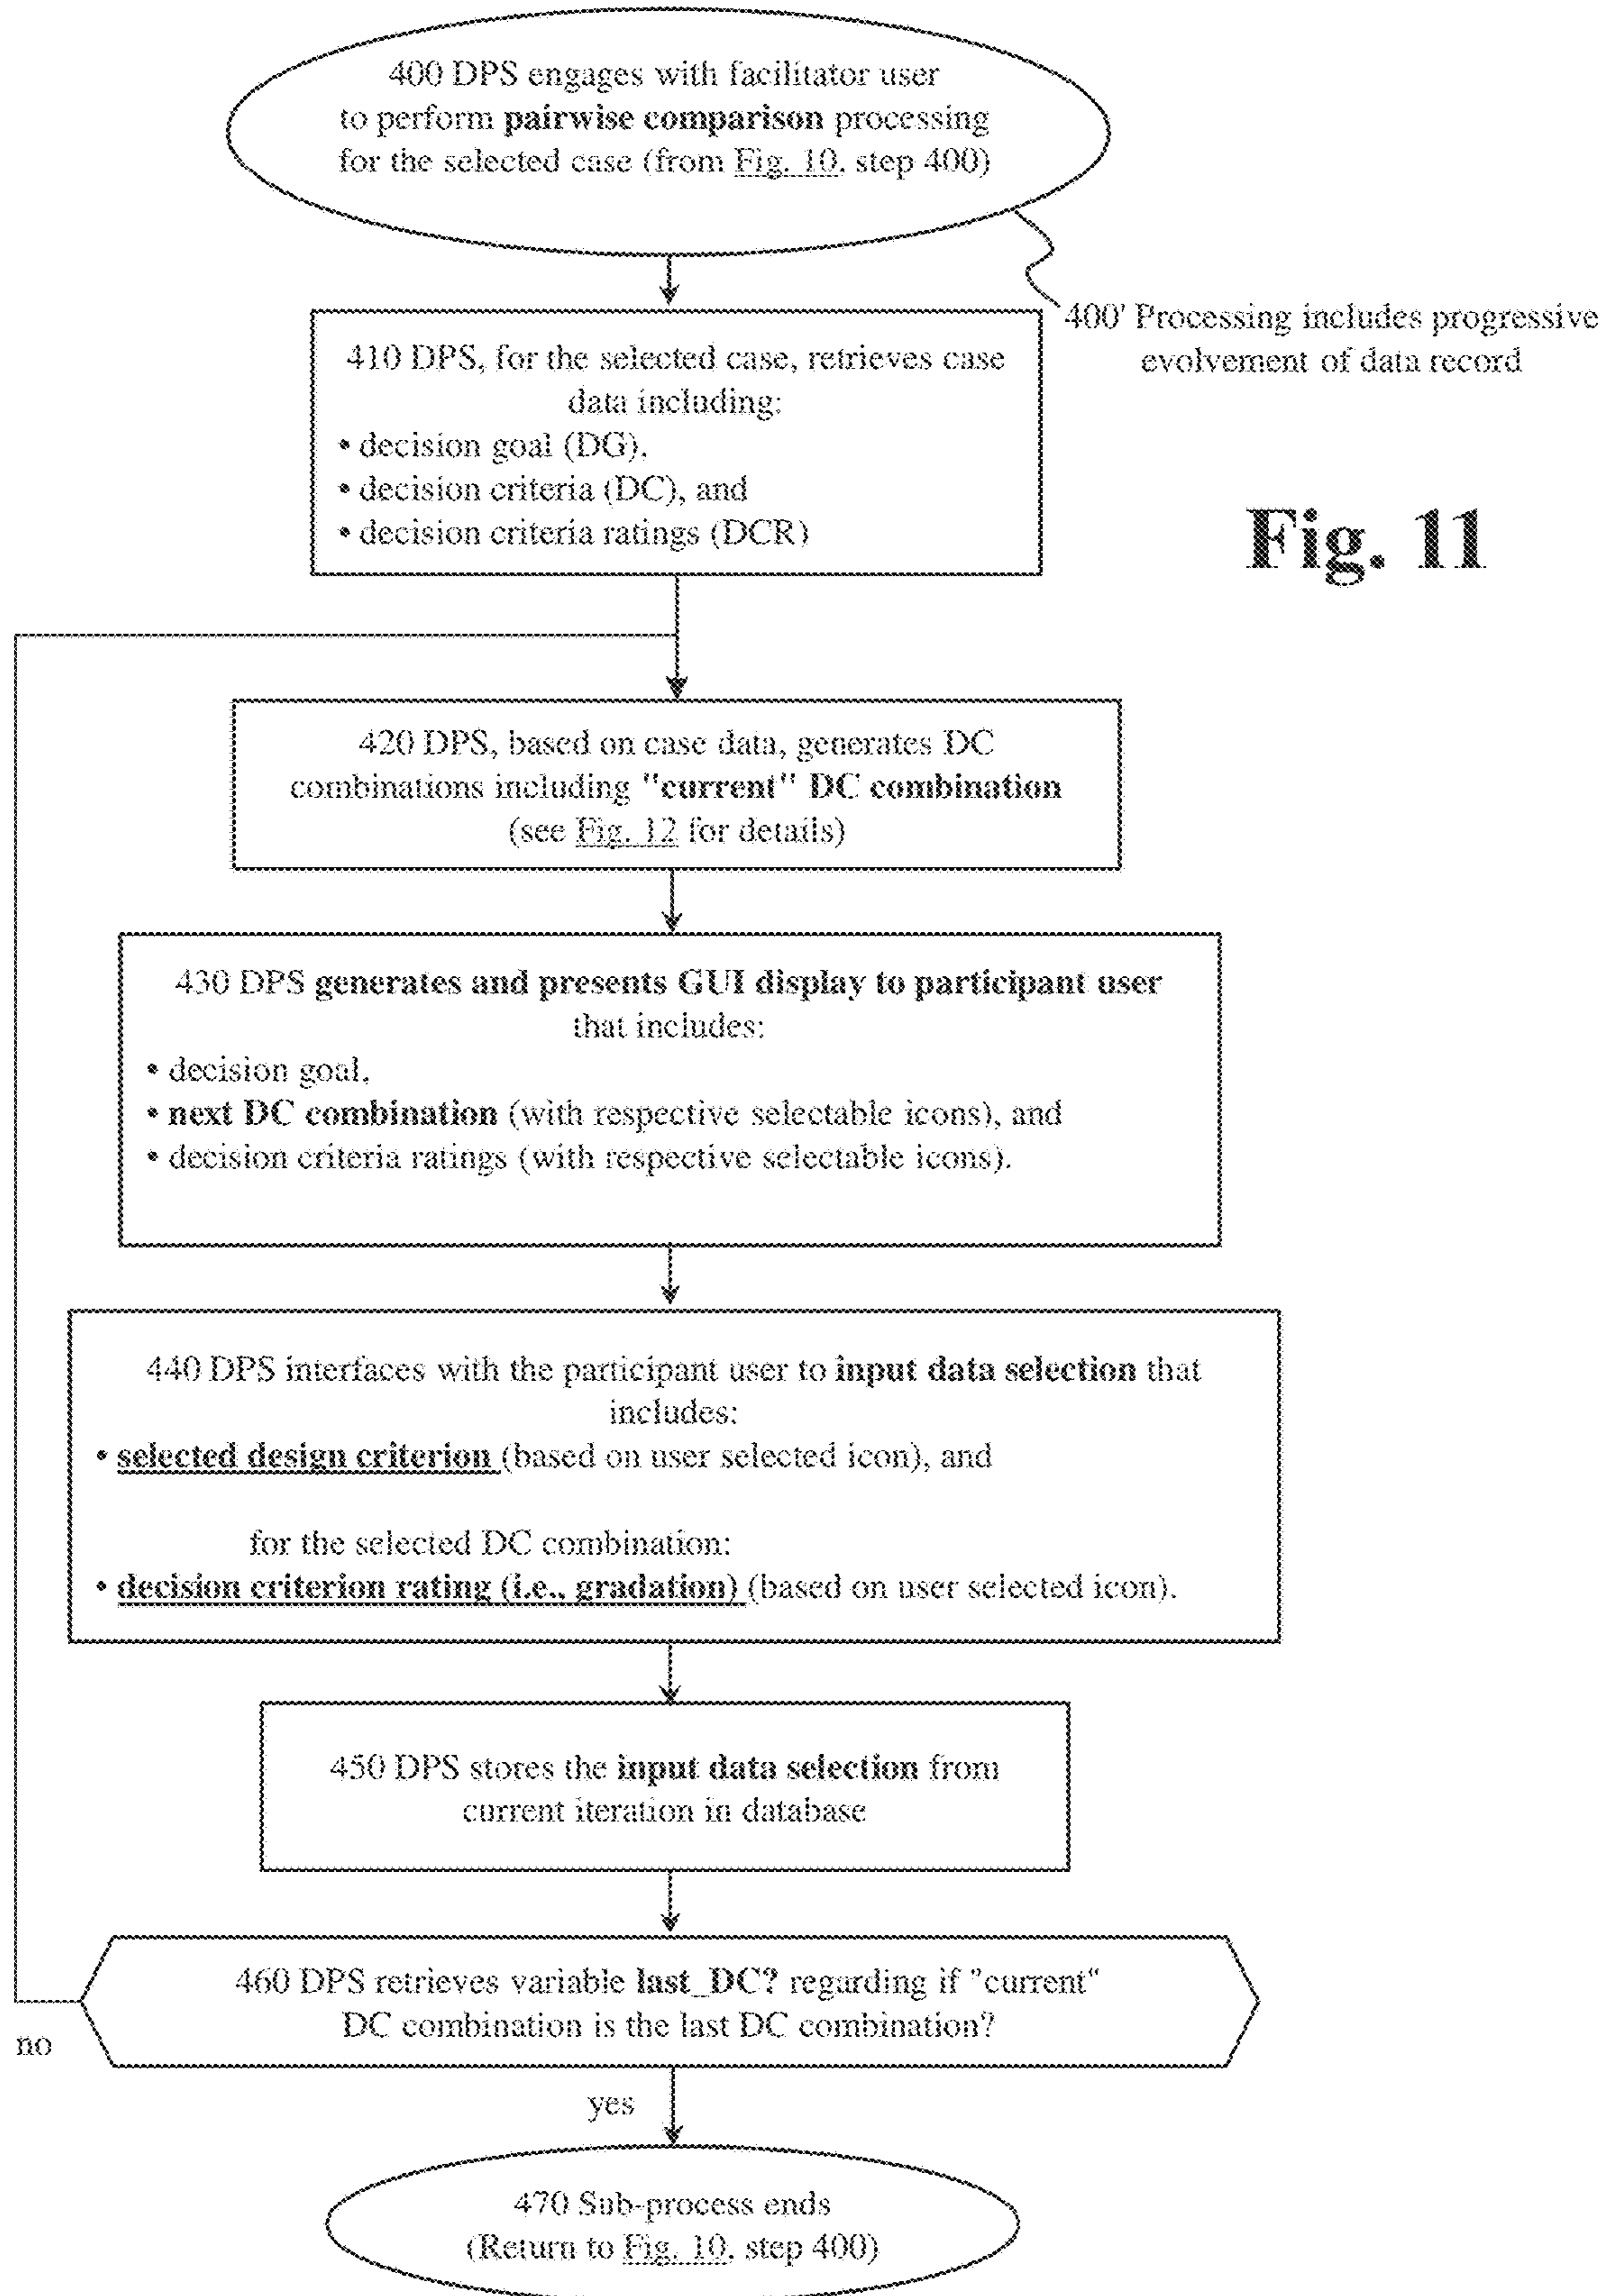 400 DPS engages with facilitator user
to perform pairwise comparison processing
for the selected case (from Fig. 10, step 400)
400' Processing includes progressive
evolvement of data record
410 DPS, for the selected case, retrieves case
data including:
• decision goal (DG),
• decision criteria (DC), and
• decision criteria ratings (DCR)
Fig. 11
420 DPS, based on case data, generates DC
combinations including "current" DC combination
(see Fig. 12 for details)
430 DPS generates and presents GUI display to participant user
that includes:
• decision goal,
• next DC combination (with respective selectable icons), and
• decision criteria ratings (with respective selectable icons).
440 DPS interfaces with the participant user to input data selection that
includes:
• selected design criterion (based on user selected icon), and
for the selected DC combination:
• decision criterion rating (i.e., gradation) (based on user selected icon).
450 DPS stores the input data selection from
current iteration in database
460 DPS retrieves variable last_DC? regarding if "current"
DC combination is the last DC combination?
no
yes
470 Sub-process ends
(Return to Fig. 10, step 400)